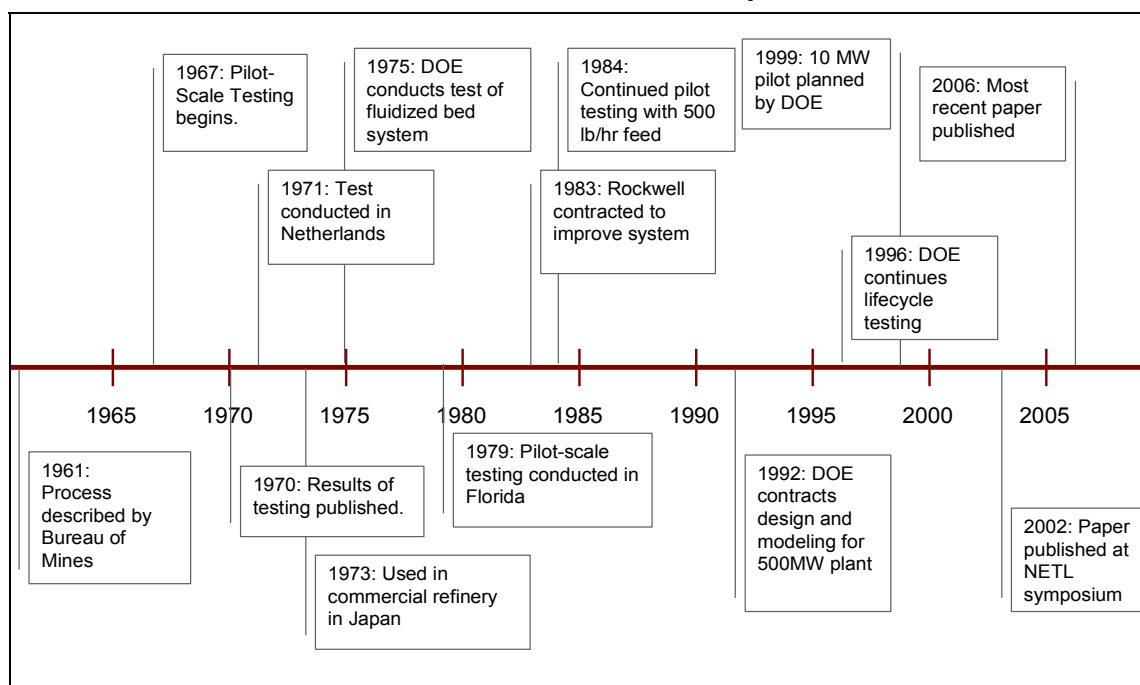 1967: Pilot-
Scale Testing
begins.
1975: DOE
conducts test of
fluidized bed
system
1984:
Continued pilot
testing with 500
lb/hr feed
1999: 10 MW
pilot planned
by DOE
2006: Most
recent paper
published
1971: Test
conducted in
Netherlands
1983: Rockwell
contracted to
improve system
1996: DOE
continues
lifecycle
testing
1965 1970 1975 1980 1985 1990 1995 2000 2005
1961:
Process
described by
Bureau of
Mines
1970: Results of
testing published.
1979: Pilot-scale
testing conducted in
Florida
1992: DOE
contracts
design and
modeling for
500MW plant
1973: Used in
commercial refinery
in Japan
2002: Paper
published at
NETL
symposium